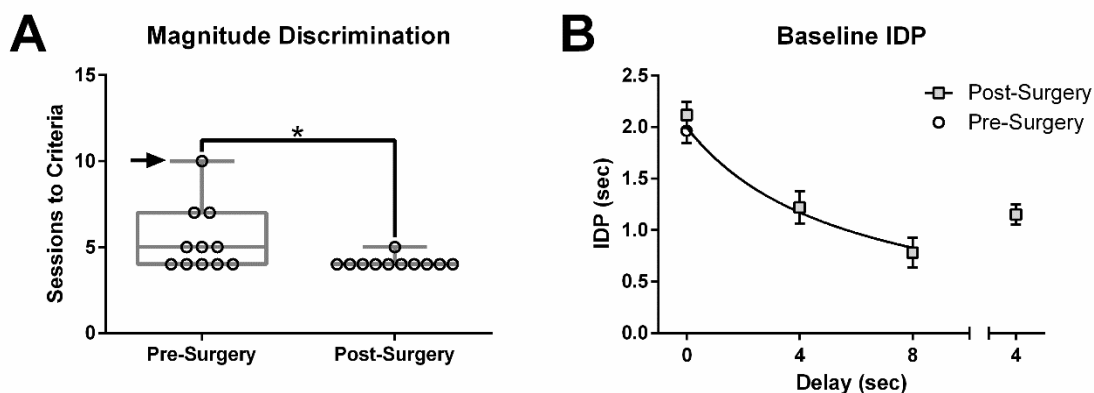 A
Magnitude Discrimination
Sessions to Criteria
15
10
5
0
*
Pre-Surgery
Post-Surgery
B
Baseline IDP
IDP (sec)
2.5
2.0
1.5
1.0
0.5
0.0
Post-Surgery
Pre-Surgery
0
4
8
4
Delay (sec)